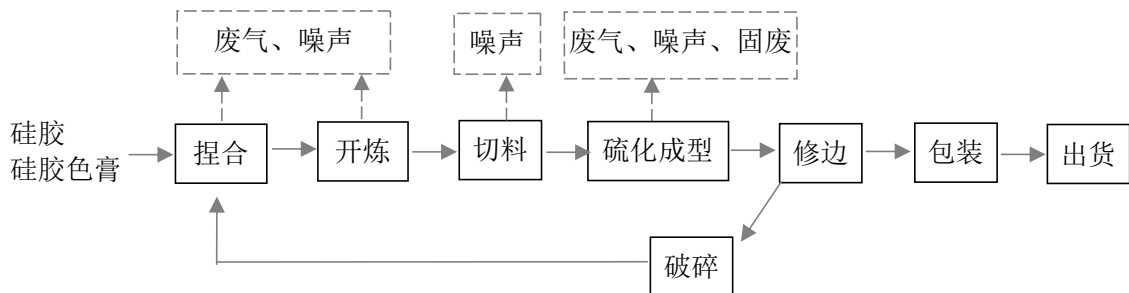 废气、噪声
噪声
废气、噪声、固废
硅胶
硅胶色膏
捏合
开炼
切料
硫化成型
修边
包装
出货
破碎